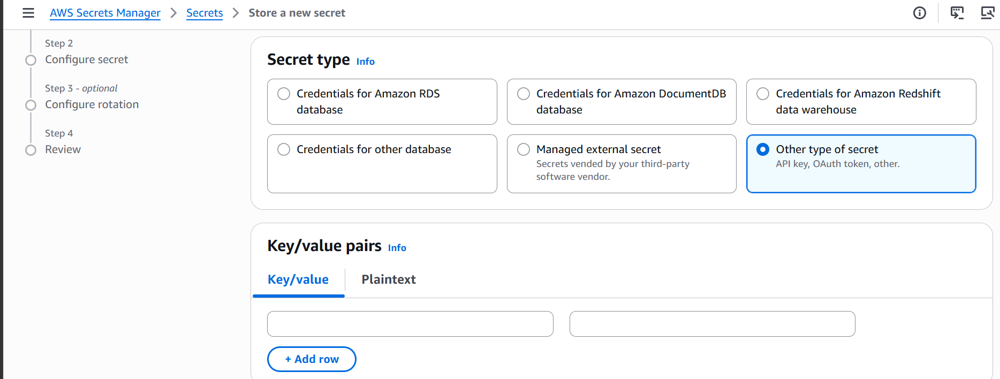 AWS Secrets Manager > Secrets > Store a new secret
Step 2
Configure secret
Step 3 - optional
Configure rotation
Step 4
Review
Secret type Info
Credentials for Amazon RDS
database
Credentials for Amazon DocumentDB
database
Credentials for Amazon Redshift
data warehouse
Credentials for other database
Managed external secret
Secrets vended by your third-party
software vendor.
Other type of secret
API key, OAuth token, other.
Key/value pairs Info
Key/value Plaintext
+ Add row